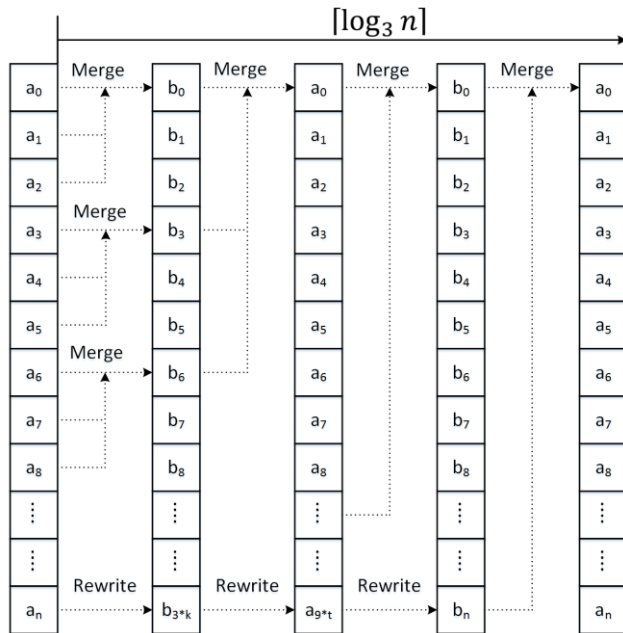 ⌈log₃ n⌉
Merge Merge Merge Merge
a₀ b₀ a₀ b₀ a₀
a₁ b₁ a₁ b₁ a₁
a₂ b₂ a₂ b₂ a₂
Merge
a₃ b₃ a₃ b₃ a₃
a₄ b₄ a₄ b₄ a₄
a₅ b₅ a₅ b₅ a₅
Merge
a₆ b₆ a₆ b₆ a₆
a₇ b₇ a₇ b₇ a₇
a₈ b₈ a₈ b₈ a₈
⋮ ⋮ ⋮ ⋮ ⋮
⋮ ⋮ ⋮ ⋮ ⋮
Rewrite Rewrite Rewrite
aₙ b₃*ₖ a₉*ₜ bₙ aₙ